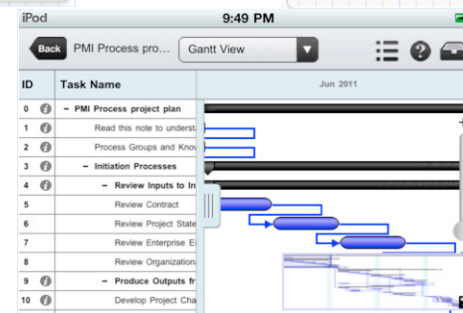 iPod 9:49 PM
Back PMI Process pro... Gantt View
ID Task Name Jun 2011
0 − PMI Process project plan
1 Read this note to underst
2 Process Groups and Know
3 − Initiation Processes
4 − Review Inputs to In
5 Review Contract
6 Review Project State
7 Review Enterprise E
8 Review Organization
9 − Produce Outputs fr
10 Develop Project Cha